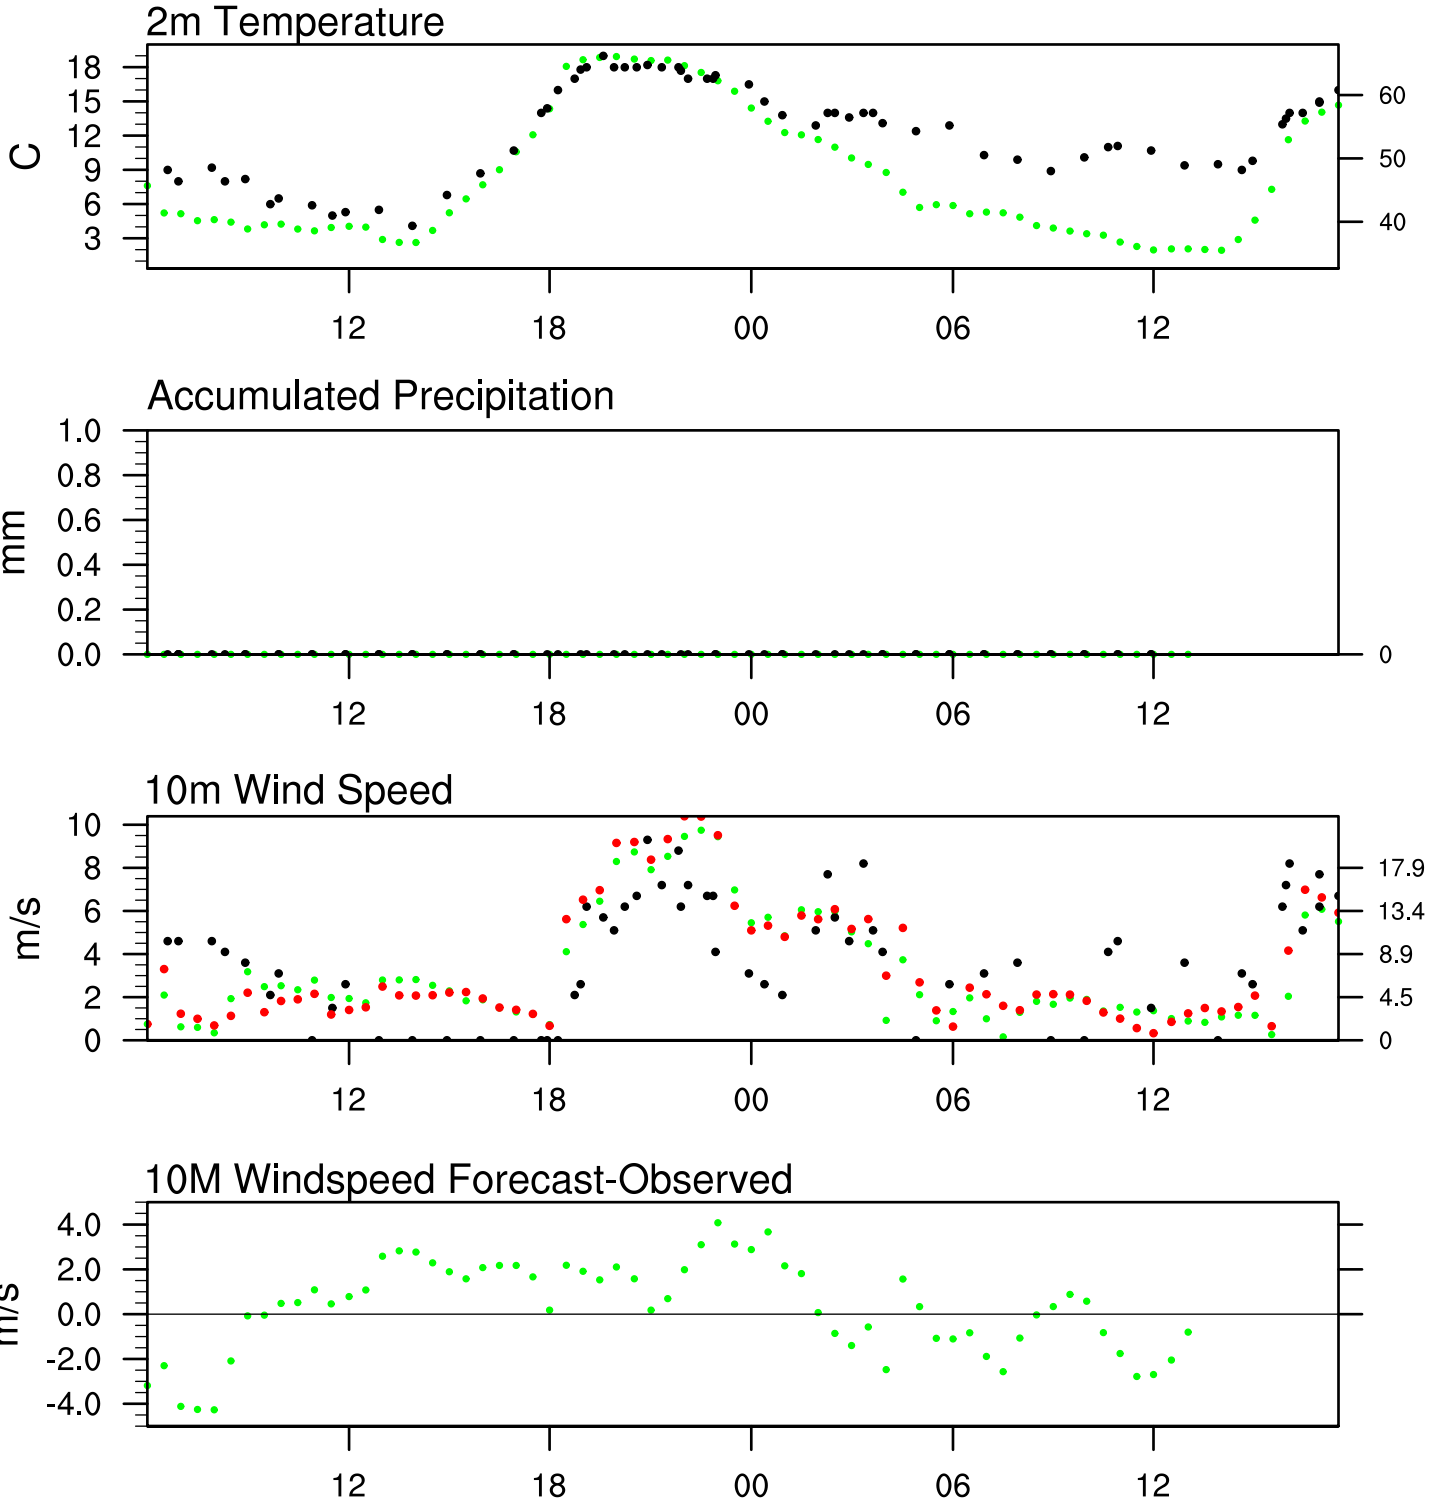 2m Temperature
C
18
15
12
9
6
3
60
50
40
12 18 00 06 12
Accumulated Precipitation
mm
1.0
0.8
0.6
0.4
0.2
0.0
0
12 18 00 06 12
10m Wind Speed
m/s
10
8
6
4
2
0
17.9
13.4
8.9
4.5
0
12 18 00 06 12
10M Windspeed Forecast-Observed
m/s
4.0
2.0
0.0
-2.0
-4.0
12 18 00 06 12